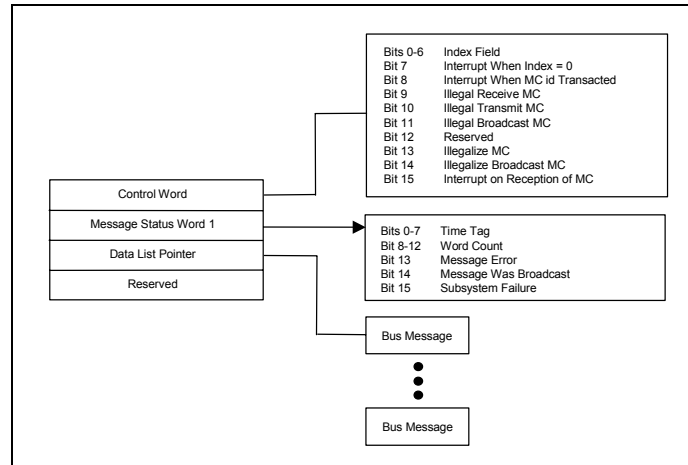 Bits 0-6 Index Field
Bit 7 Interrupt When Index = 0
Bit 8 Interrupt When MC id Transacted
Bit 9 Illegal Receive MC
Bit 10 Illegal Transmit MC
Bit 11 Illegal Broadcast MC
Bit 12 Reserved
Bit 13 Illegalize MC
Bit 14 Illegalize Broadcast MC
Bit 15 Interrupt on Reception of MC
Control Word
Message Status Word 1
Data List Pointer
Reserved
Bits 0-7 Time Tag
Bit 8-12 Word Count
Bit 13 Message Error
Bit 14 Message Was Broadcast
Bit 15 Subsystem Failure
Bus Message
Bus Message